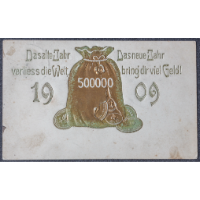 Das alte Jahr Das neue Jahr
verliess die Welt, bring dir viel Geld!
500000
19 09